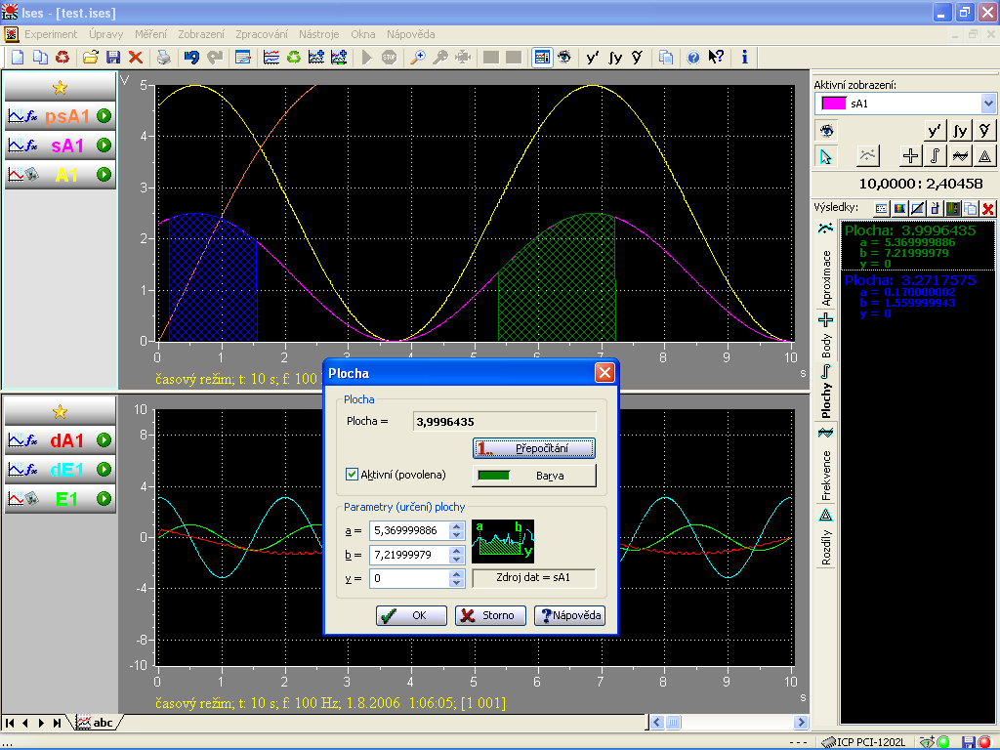 Ises - [test.ises]
Experiment Úpravy Měření Zobrazení Zpracování Nástroje Okna Nápověda
STOP y' ∫y ŷ ? ? i
psA1
sA1
A1
V
5
4
3
2
1
0
0 1 2 3 4 5 6 7 8 9 10
s
časový režim; t: 10 s; f: 100
Aktivní zobrazení:
sA1
y' ∫y ŷ
10,0000 : 2,40458
Výsledky:
Aproximace
Body
Plochy
Frekvence
Rozdíly
Plocha: 3.9996435
a = 5.369999886
b = 7.21999979
y = 0
Plocha: 3.2717575
a = 0.170000002
b = 1.559999943
y = 0
Plocha
Plocha
Plocha =
3,9996435
1.. Přepočítání
Aktivní (povolena)
Barva
Parametry (určení) plochy
a = 5,369999886
b = 7,21999979
y = 0
a b
y
Zdroj dat = sA1
OK Storno Nápověda
dA1
dE1
E1
10
8
4
0
-4
-8
-10
0 1 2 3 4 5 6 7 8 9 10
s
časový režim; t: 10 s; f: 100 Hz; 1.8.2006 1:06:05; [1 001]
abc
... - - - ICP PCI-1202L